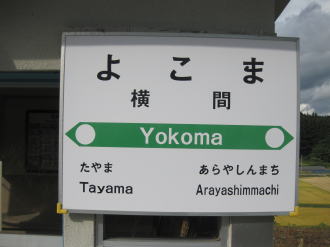 よこま
横間
Yokoma
たやま あらやしんまち
Tayama Arayashimmachi